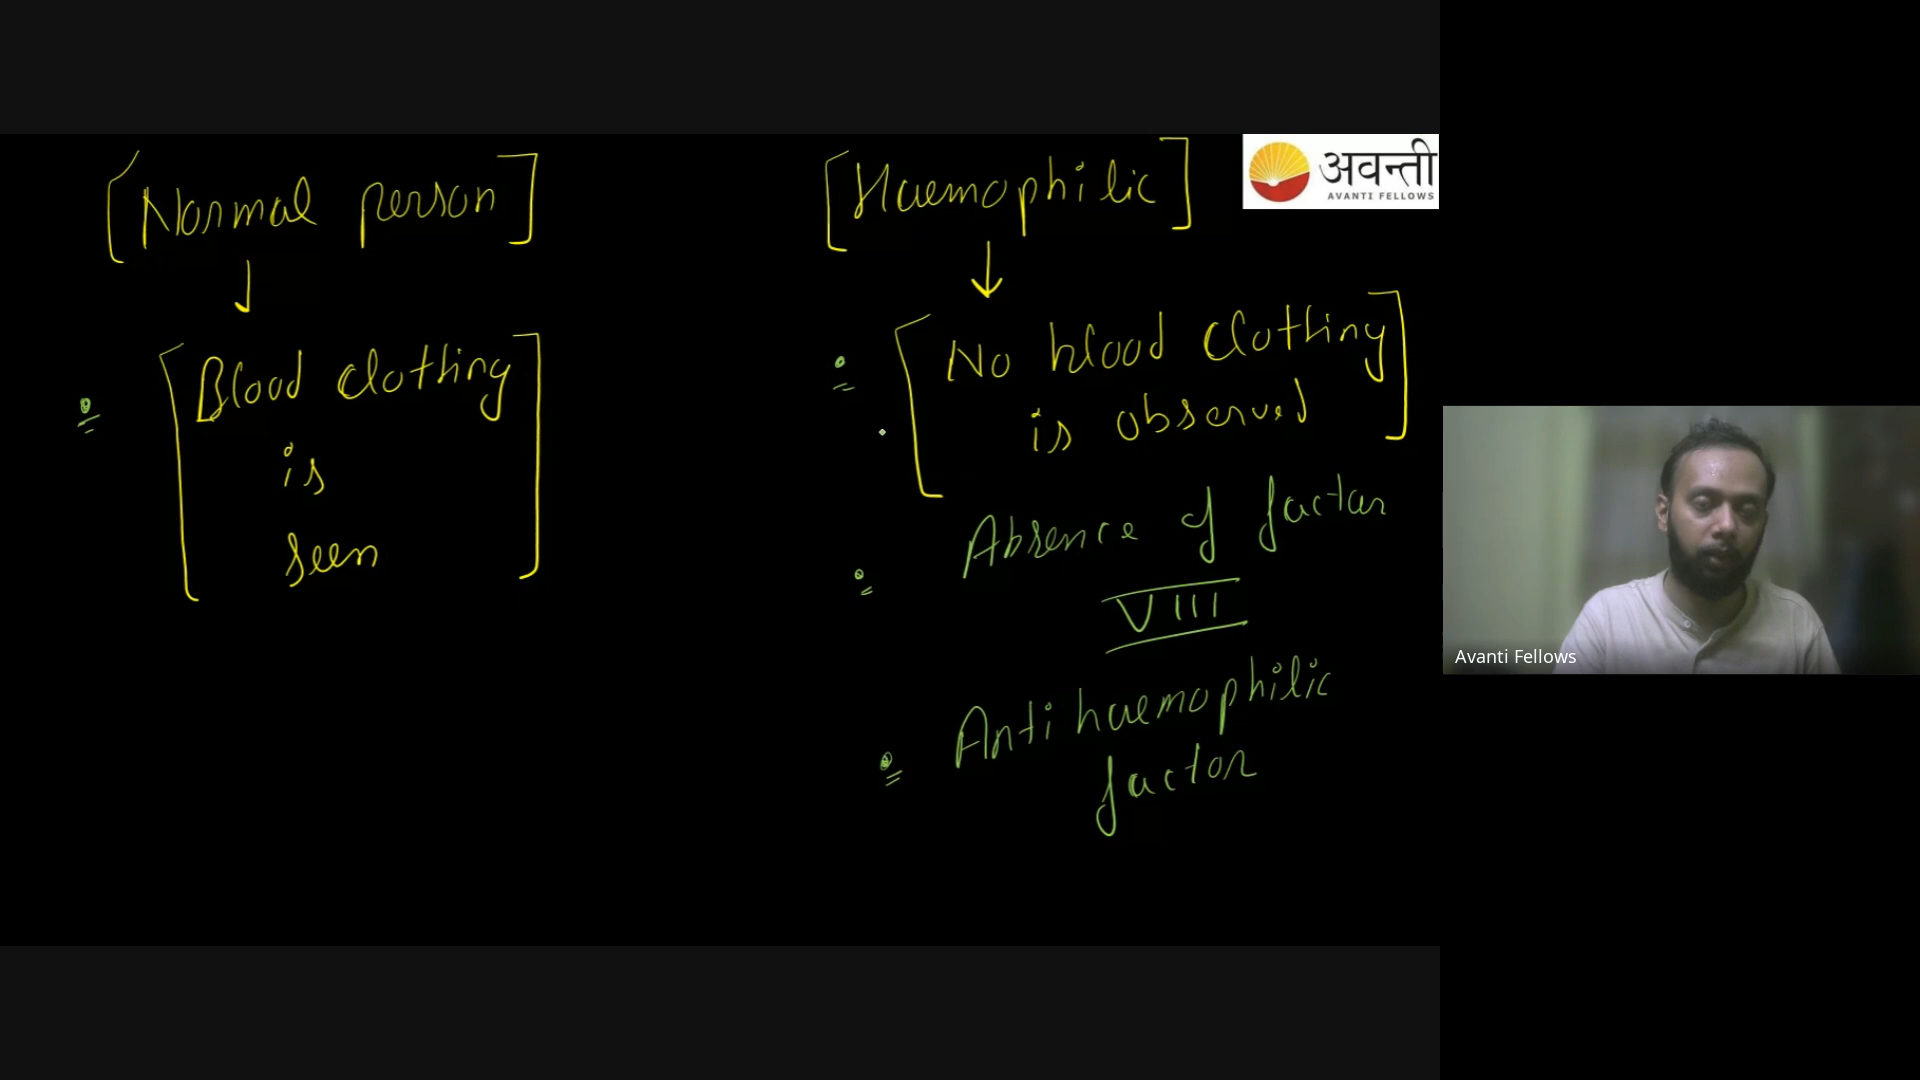 [Normal person]
Blood clothing
is
seen
[Haemophilic]
No blood clothing
is observed
Absence of factor
VIII
Anti haemophilic
factor
अवन्ती
AVANTI FELLOWS
Avanti Fellows